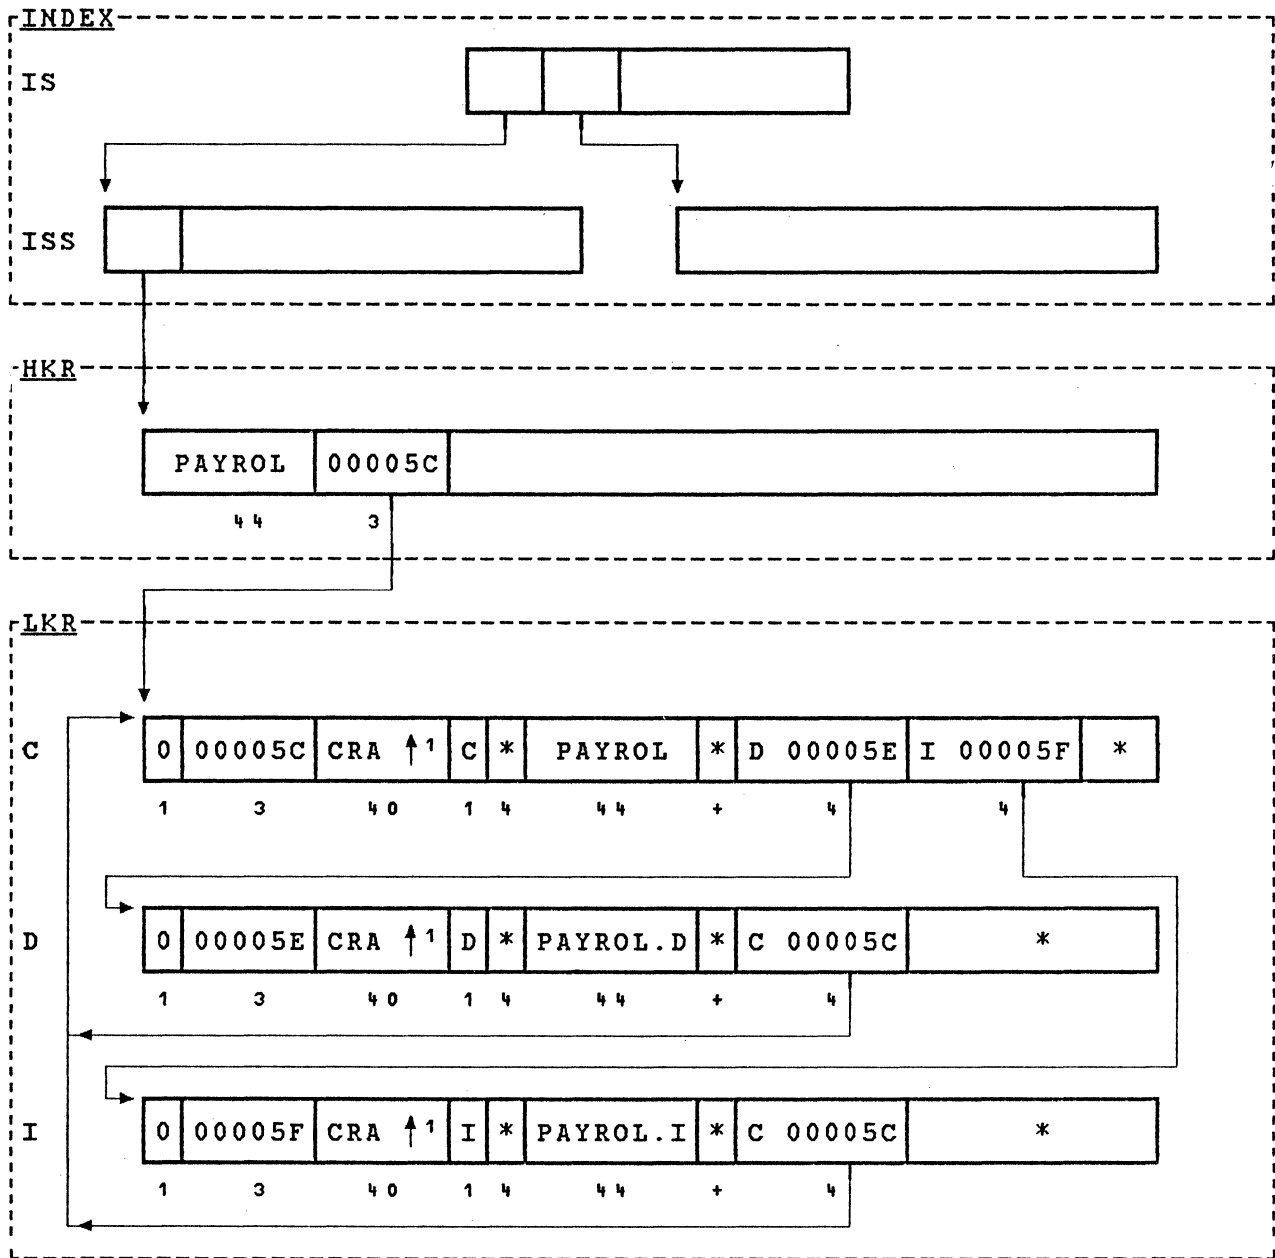 INDEX
IS
ISS
HKR
PAYROL 00005C
44 3
LKR
C 0 00005C CRA ↑1 C * PAYROL * D 00005E I 00005F *
1 3 40 1 4 44 + 4 4
D 0 00005E CRA ↑1 D * PAYROL.D * C 00005C *
1 3 40 1 4 44 + 4
I 0 00005F CRA ↑1 I * PAYROL.I * C 00005C *
1 3 40 1 4 44 + 4